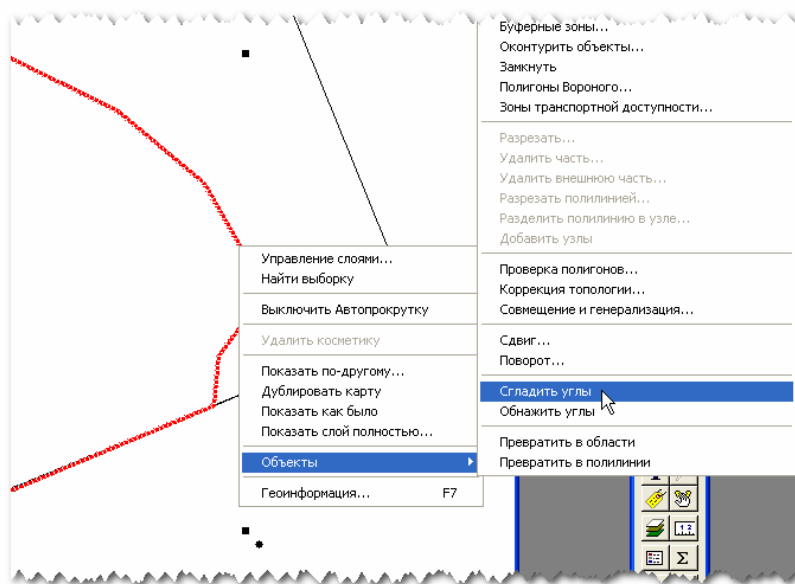 Буферные зоны...
Оконтурить объекты...
Замкнуть
Полигоны Вороного...
Зоны транспортной доступности...
Разрезать...
Удалить часть...
Удалить внешнюю часть...
Разрезать полилинией...
Разделить полилинию в узле...
Добавить узлы
Проверка полигонов...
Коррекция топологии...
Совмещение и генерализация...
Сдвиг...
Поворот...
Сгладить углы
Обнажить углы
Превратить в области
Превратить в полилинии
Управление слоями...
Найти выборку
Выключить Автопрокрутку
Удалить косметику
Показать по-другому...
Дублировать карту
Показать как было
Показать слой полностью...
Объекты
Геоинформация... F7
1 2
Σ